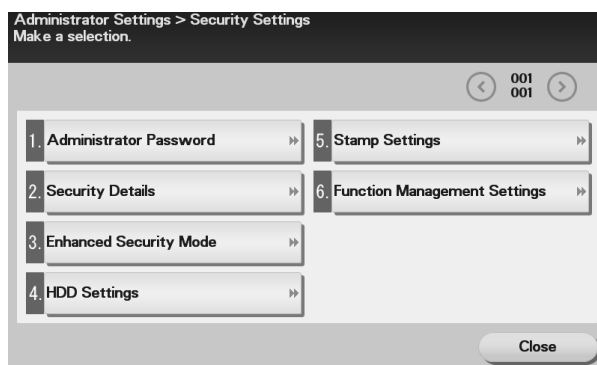 Administrator Settings > Security Settings
Make a selection.
001
001
1. Administrator Password
2. Security Details
3. Enhanced Security Mode
4. HDD Settings
5. Stamp Settings
6. Function Management Settings
Close